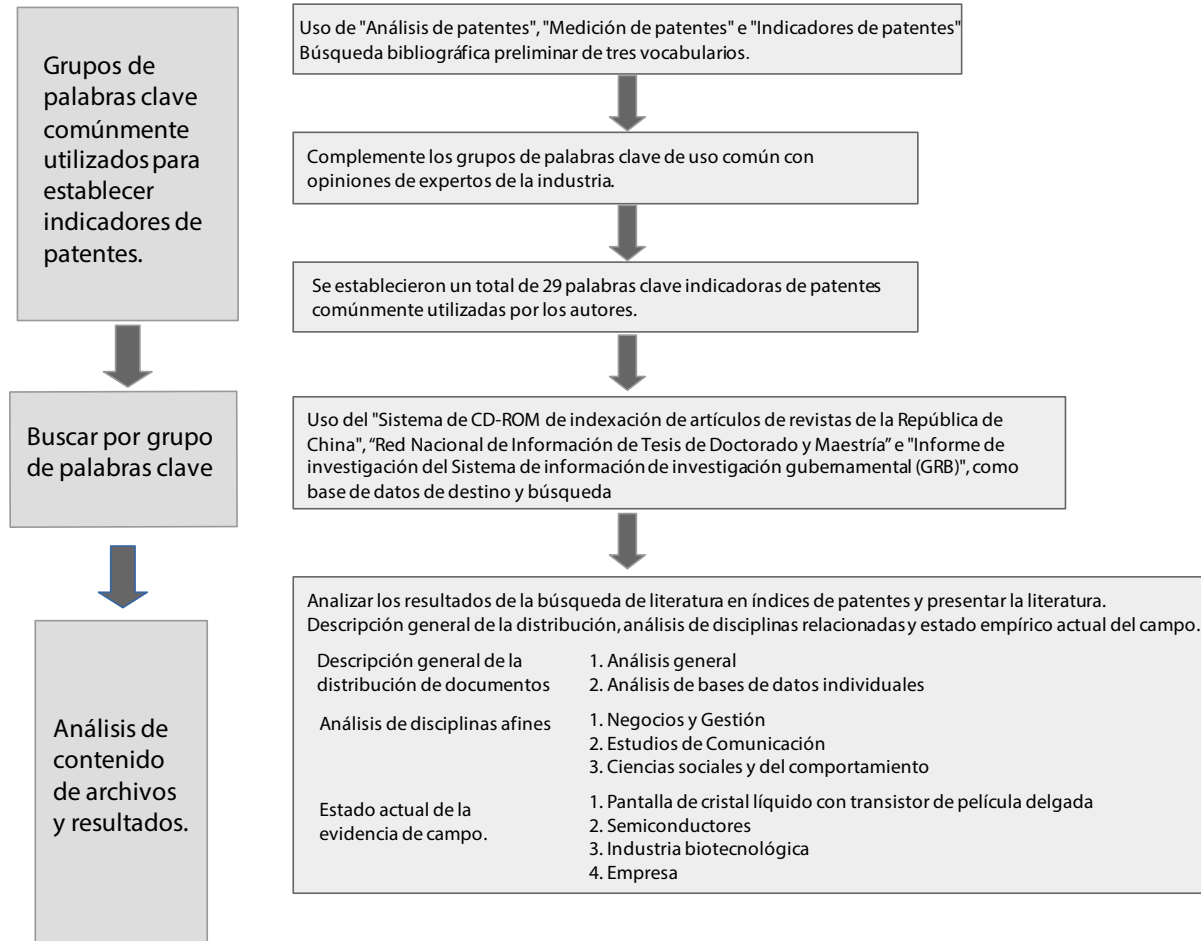 Grupos de
palabras clave
comúnmente
utilizados para
establecer
indicadores de
patentes.
Uso de "Análisis de patentes", "Medición de patentes" e "Indicadores de patentes"
Búsqueda bibliográfica preliminar de tres vocabularios.
Complemente los grupos de palabras clave de uso común con
opiniones de expertos de la industria.
Se establecieron un total de 29 palabras clave indicadoras de patentes
comúnmente utilizadas por los autores.
Buscar por grupo
de palabras clave
Uso del "Sistema de CD-ROM de indexación de artículos de revistas de la República de
China", “Red Nacional de Información de Tesis de Doctorado y Maestría” e "Informe de
investigación del Sistema de información de investigación gubernamental (GRB)", como
base de datos de destino y búsqueda
Análisis de
contenido
de archivos
y resultados.
Analizar los resultados de la búsqueda de literatura en índices de patentes y presentar la literatura.
Descripción general de la distribución, análisis de disciplinas relacionadas y estado empírico actual del campo.
Descripción general de la
distribución de documentos
1. Análisis general
2. Análisis de bases de datos individuales
Análisis de disciplinas afines
1. Negocios y Gestión
2. Estudios de Comunicación
3. Ciencias sociales y del comportamiento
Estado actual de la
evidencia de campo.
1. Pantalla de cristal líquido con transistor de película delgada
2. Semiconductores
3. Industria biotecnológica
4. Empresa